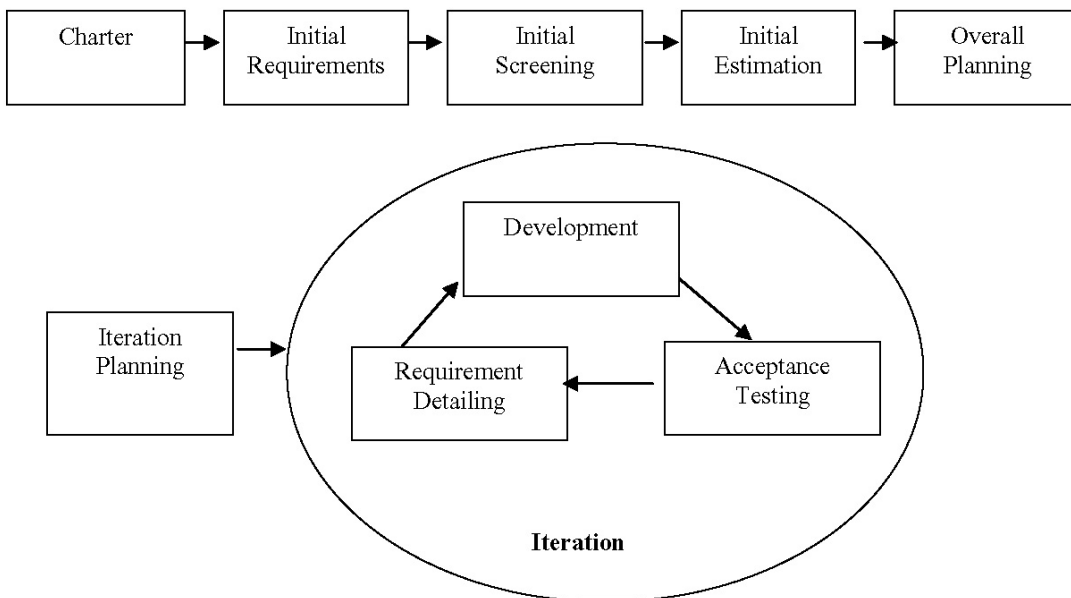 Charter
Initial
Requirements
Initial
Screening
Initial
Estimation
Overall
Planning
Development
Iteration
Planning
Requirement
Detailing
Acceptance
Testing
Iteration